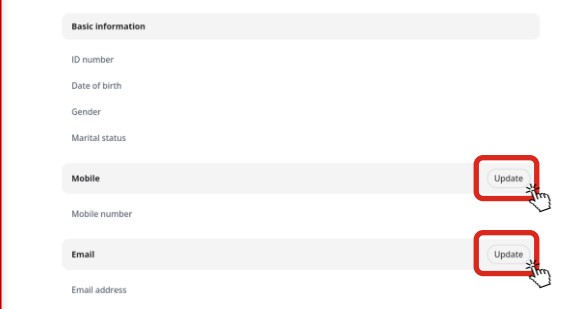 Basic information
ID number
Date of birth
Gender
Marital status
Mobile Update
Mobile number
Email Update
Email address